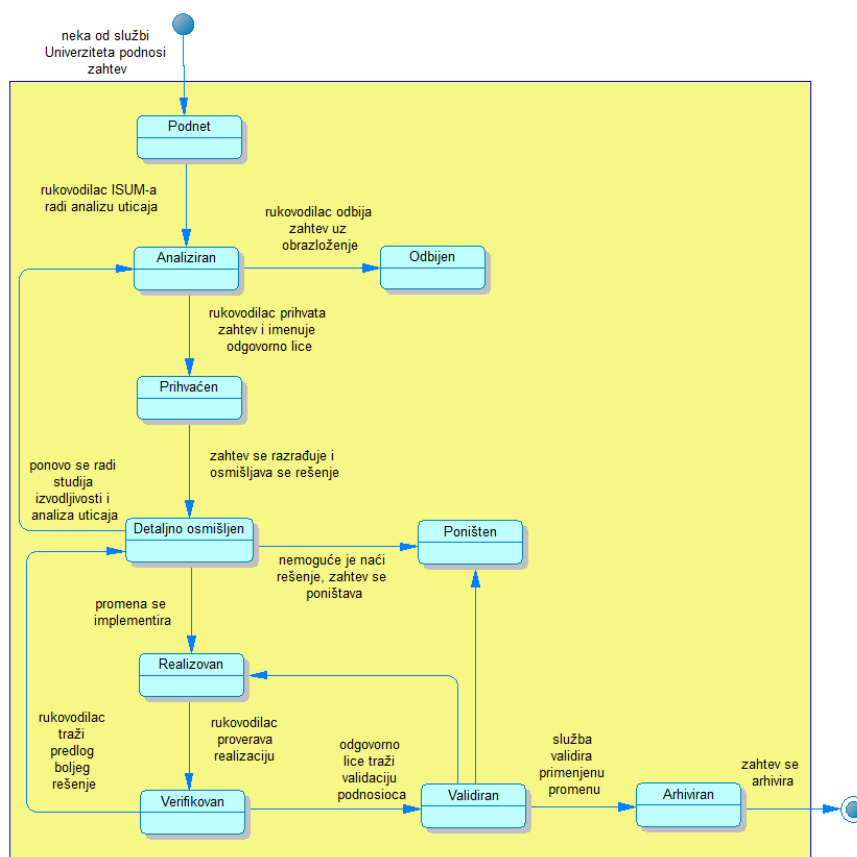 neka od službi
Univerziteta podnosi
zahtev
Podnet
rukovodilac ISUM-a
radi analizu uticaja
rukovodilac odbija
zahtev uz
obrazloženje
Analiziran
Odbijen
rukovodilac prihvata
zahtev i imenuje
odgovorno lice
Prihvaćen
ponovo se radi
studija
izvodljivosti i
analiza uticaja
zahtev se razrađuje i
osmišljava se rešenje
Detaljno osmišljen
Poništen
nemoguće je naći
rešenje, zahtev se
poništava
promena se
implementira
Realizovan
rukovodilac
traži
predlog
boljeg
rešenje
rukovodilac
proverava
realizaciju
odgovorno
lice traži
validaciju
podnosioca
služba
validira
primenjenu
promenu
zahtev se
arhivira
Verifikovan
Validiran
Arhiviran